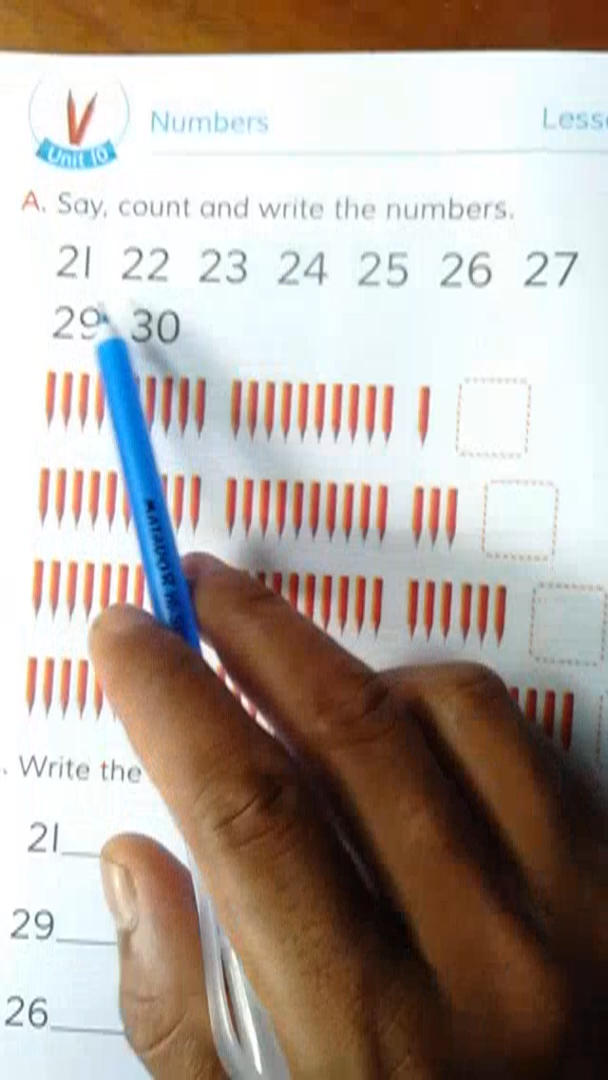 Unit 10
Numbers
Less
A. Say, count and write the numbers.
21 22 23 24 25 26 27
29 30
. Write the
21
29
26
MATADOR